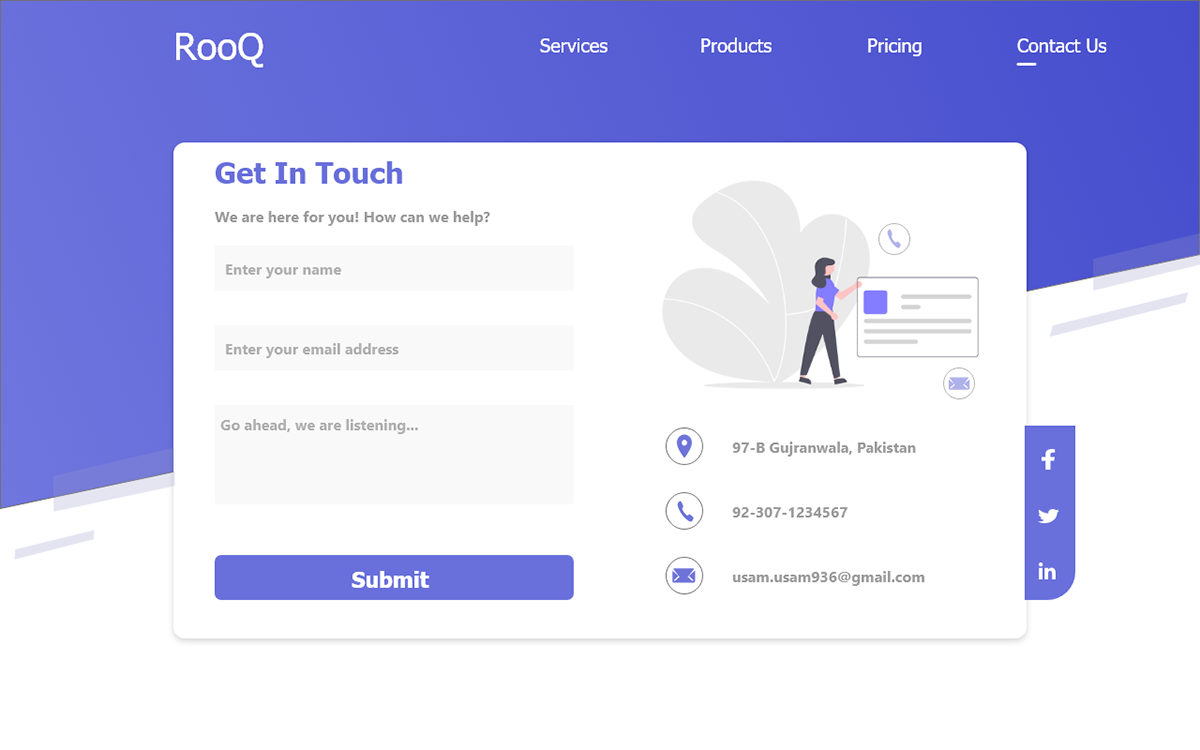 RooQ
Services
Products
Pricing
Contact Us
Get In Touch
We are here for you! How can we help?
Enter your name
Enter your email address
Go ahead, we are listening...
Submit
97-B Gujranwala, Pakistan
92-307-1234567
usam.usam936@gmail.com